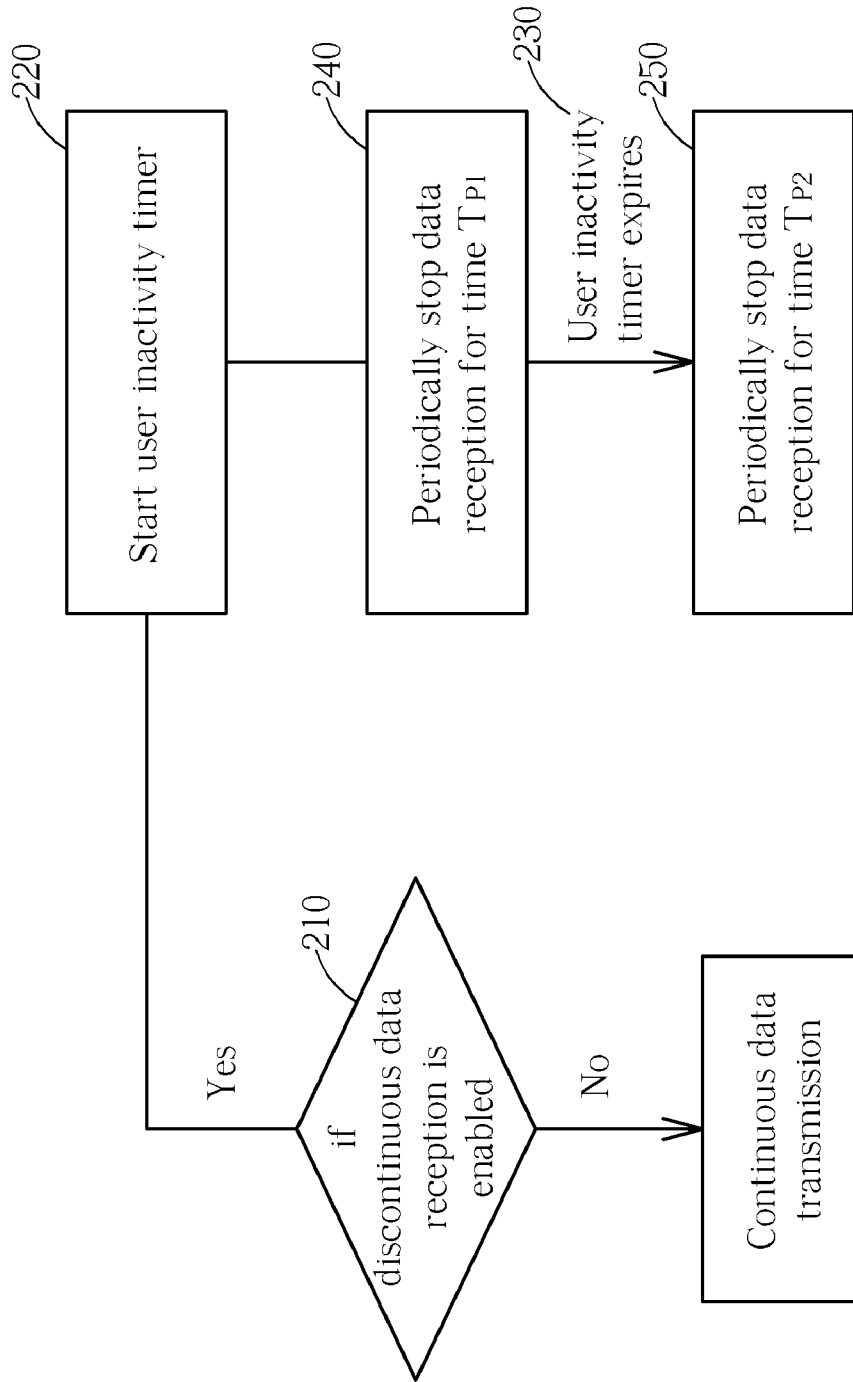 210
if
discontinuous data
reception is
enabled
Yes
No
Continuous data
transmission
220
Start user inactivity timer
240
Periodically stop data
reception for time TP1
230
User inactivity
timer expires
250
Periodically stop data
reception for time TP2